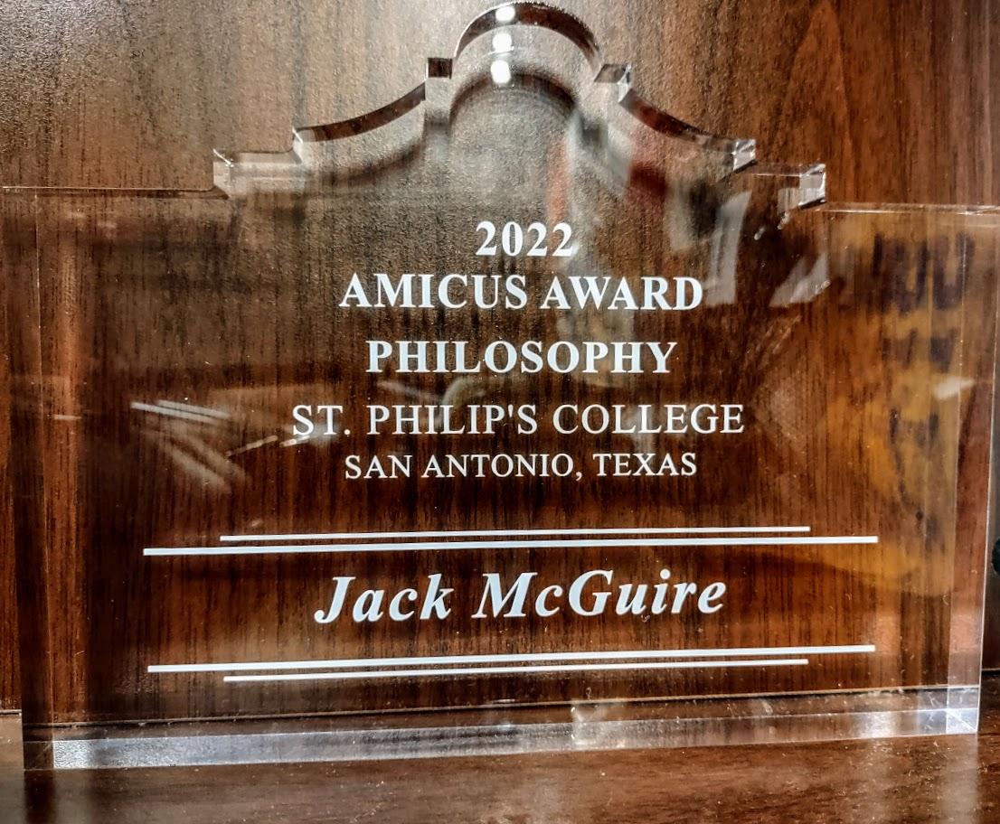 2022
AMICUS AWARD
PHILOSOPHY
ST. PHILIP'S COLLEGE
SAN ANTONIO, TEXAS
Jack McGuire